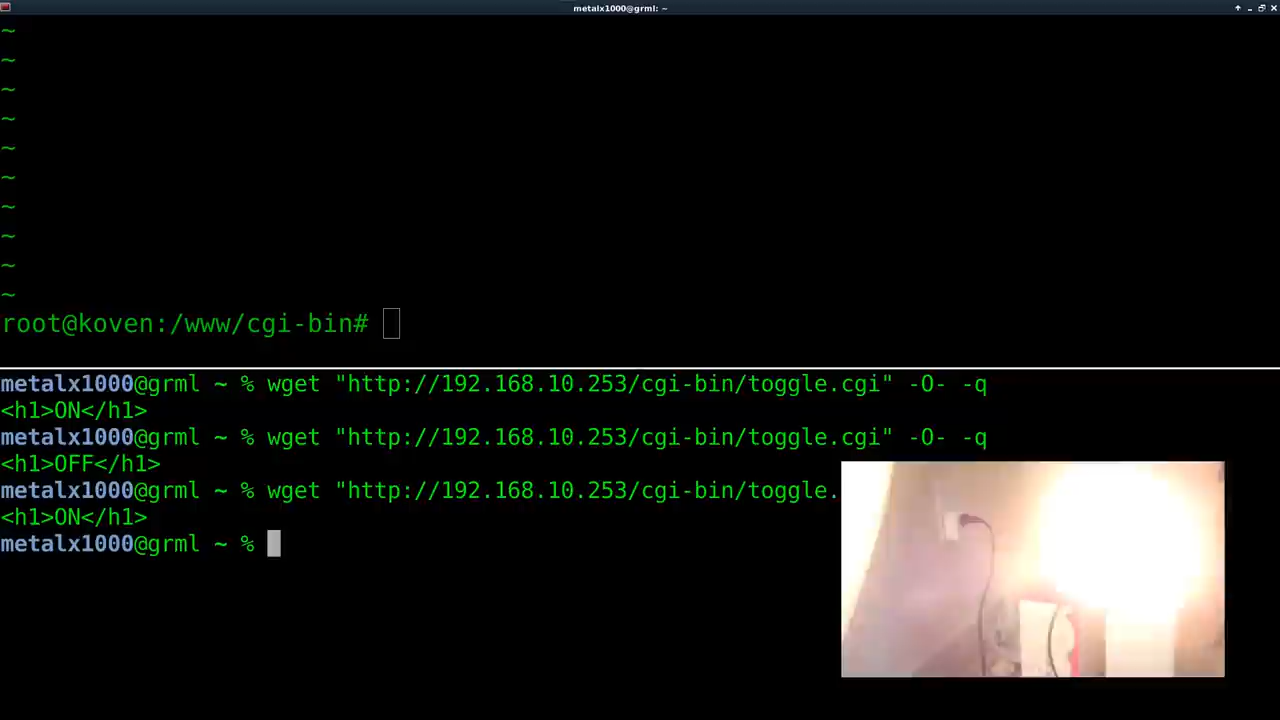 metalx1000@grml: ~
~
~
~
~
~
~
~
~
~
~
root@koven:/www/cgi-bin#
metalx1000@grml ~ % wget "http://192.168.10.253/cgi-bin/toggle.cgi" -O- -q
<h1>ON</h1>
metalx1000@grml ~ % wget "http://192.168.10.253/cgi-bin/toggle.cgi" -O- -q
<h1>OFF</h1>
metalx1000@grml ~ % wget "http://192.168.10.253/cgi-bin/toggle.
<h1>ON</h1>
metalx1000@grml ~ %